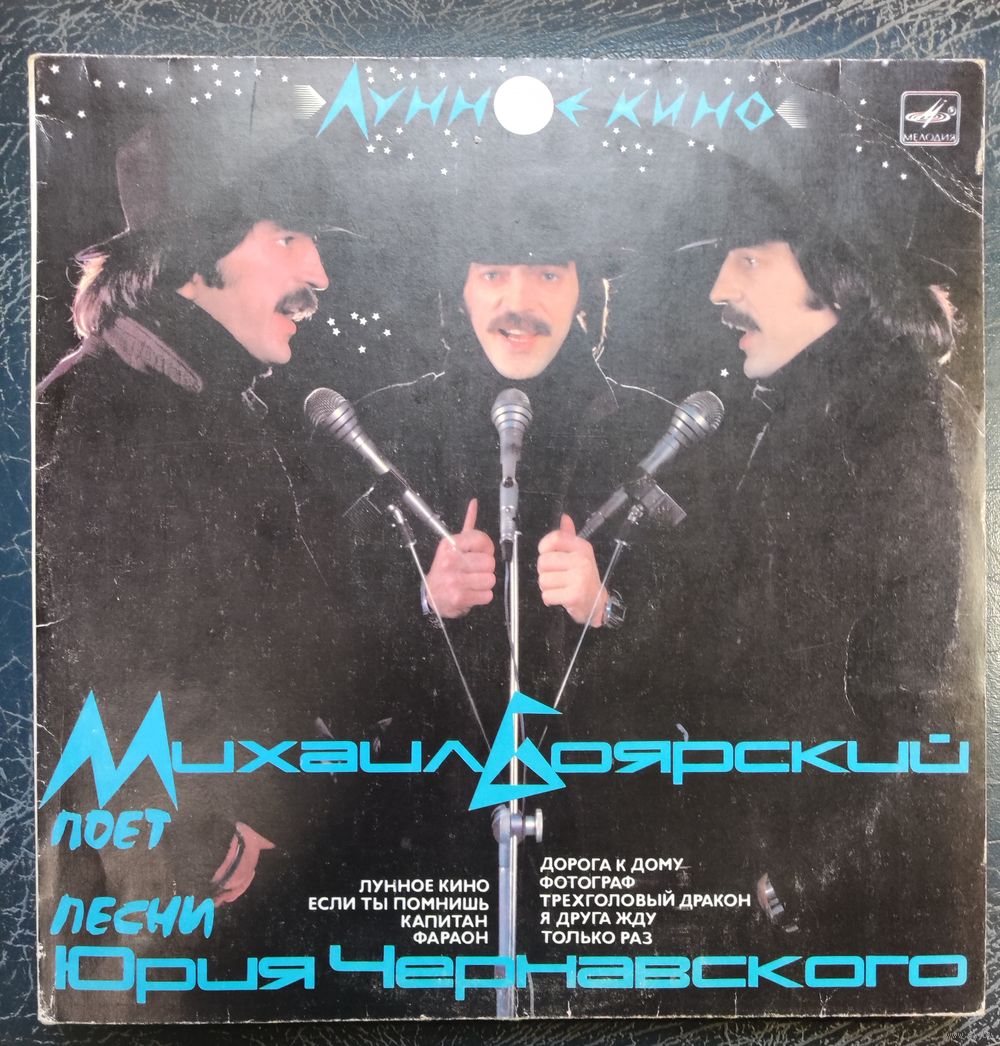 Лунное кино
МЕЛОДИЯ
Михаил Боярский
поет
песни
Юрия Чернавского
ЛУННОЕ КИНО
ЕСЛИ ТЫ ПОМНИШЬ
КАПИТАН
ФАРАОН
ДОРОГА К ДОМУ
ФОТОГРАФ
ТРЕХГОЛОВЫЙ ДРАКОН
Я ДРУГА ЖДУ
ТОЛЬКО РАЗ